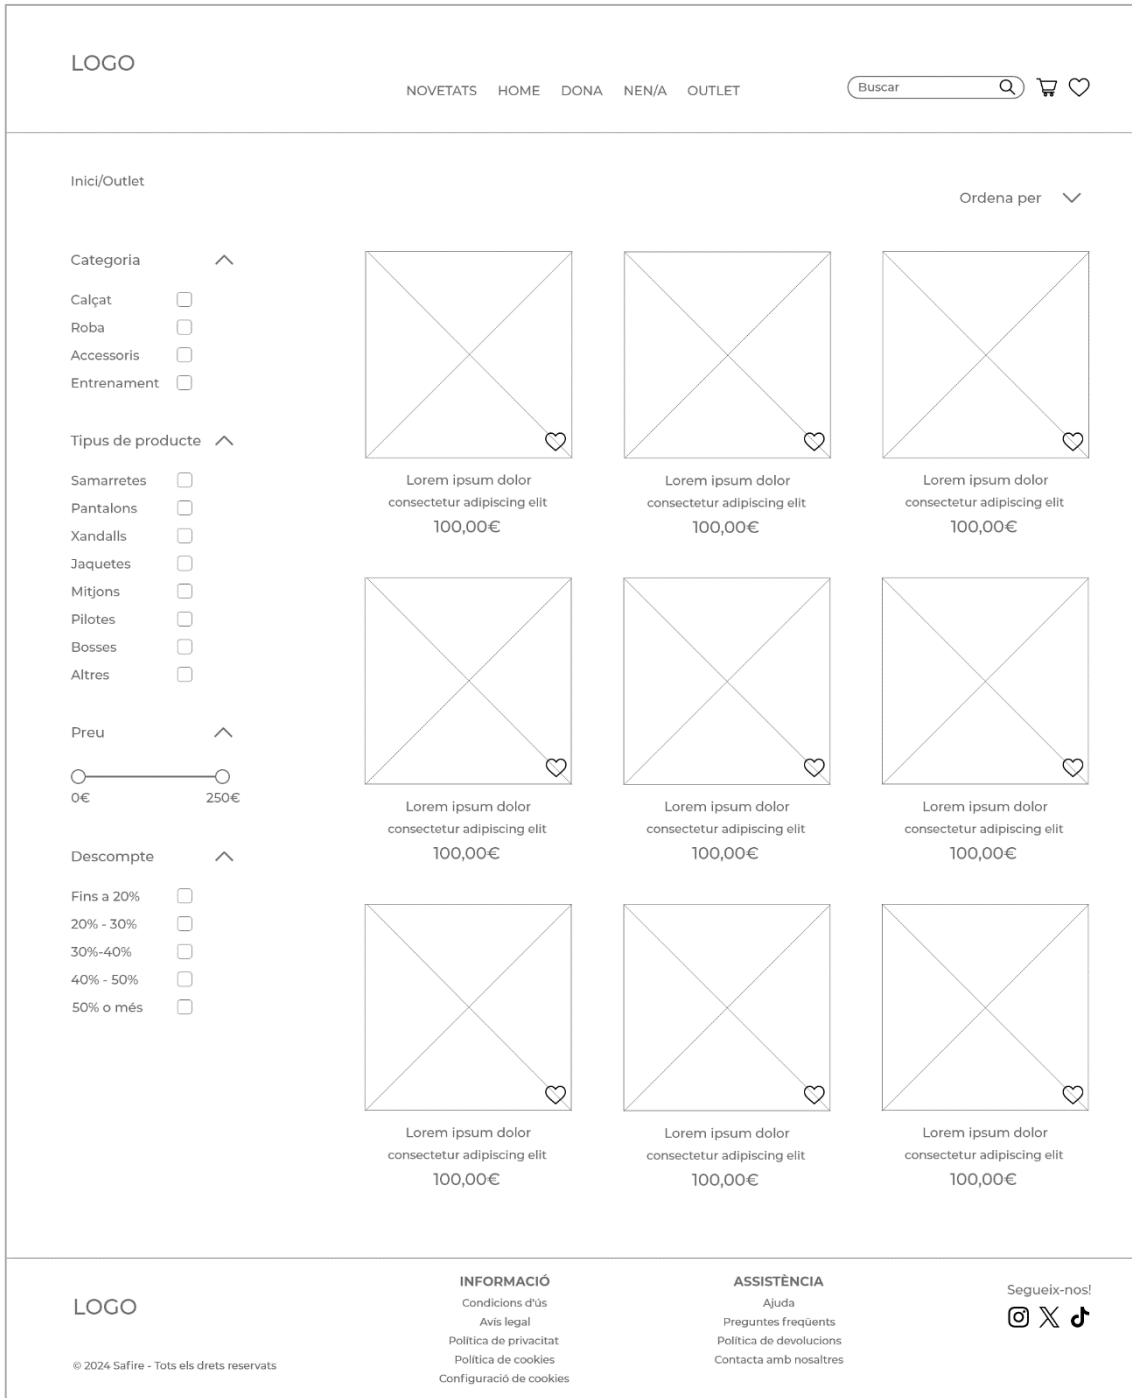 LOGO
NOVETATS HOME DONA NEN/A OUTLET
Buscar
Inici/Outlet
Ordena per
Categoria
Calçat
Roba
Accessoris
Entrenament
Tipus de producte
Samarretes
Pantalons
Xandalls
Jaquetes
Mitjons
Pilotes
Bosses
Altres
Preu
0€ 250€
Descompte
Fins a 20%
20% - 30%
30%-40%
40% - 50%
50% o més
Lorem ipsum dolor
consectetur adipiscing elit
100,00€
Lorem ipsum dolor
consectetur adipiscing elit
100,00€
Lorem ipsum dolor
consectetur adipiscing elit
100,00€
Lorem ipsum dolor
consectetur adipiscing elit
100,00€
Lorem ipsum dolor
consectetur adipiscing elit
100,00€
Lorem ipsum dolor
consectetur adipiscing elit
100,00€
Lorem ipsum dolor
consectetur adipiscing elit
100,00€
Lorem ipsum dolor
consectetur adipiscing elit
100,00€
Lorem ipsum dolor
consectetur adipiscing elit
100,00€
LOGO
© 2024 Safire - Tots els drets reservats
INFORMACIÓ
Condicions d'ús
Avís legal
Política de privacitat
Política de cookies
Configuració de cookies
ASSISTÈNCIA
Ajuda
Preguntes freqüents
Política de devolucions
Contacta amb nosaltres
Segueix-nos!